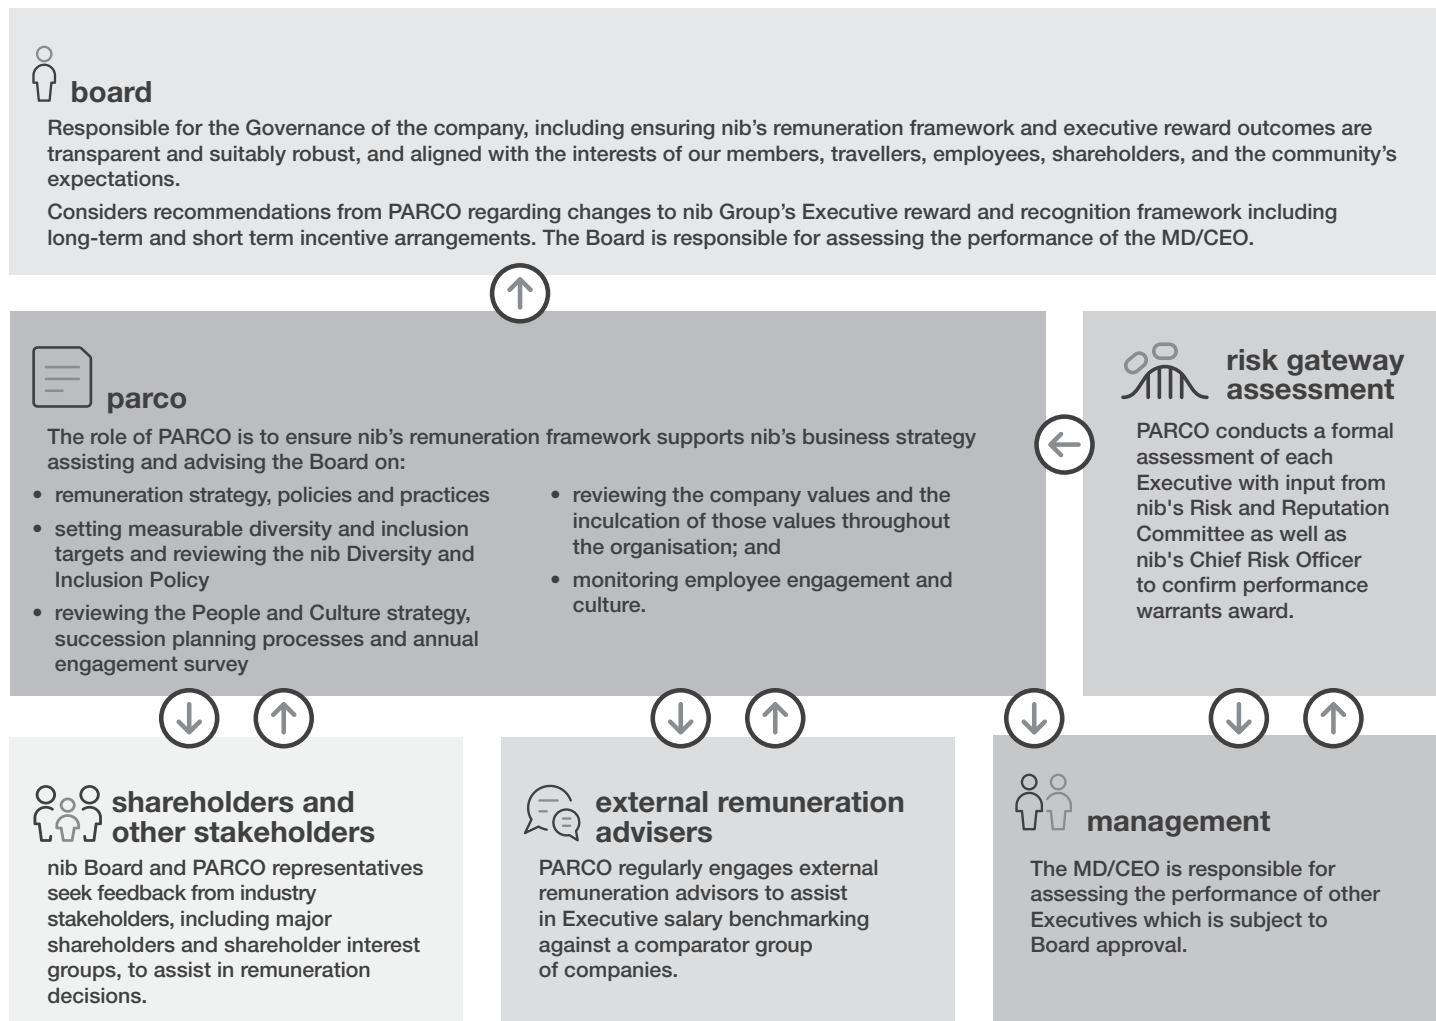 board
Responsible for the Governance of the company, including ensuring nib’s remuneration framework and executive reward outcomes are
transparent and suitably robust, and aligned with the interests of our members, travellers, employees, shareholders, and the community’s
expectations.
Considers recommendations from PARCO regarding changes to nib Group’s Executive reward and recognition framework including
long-term and short term incentive arrangements. The Board is responsible for assessing the performance of the MD/CEO.
parco
The role of PARCO is to ensure nib’s remuneration framework supports nib’s business strategy
assisting and advising the Board on:
• remuneration strategy, policies and practices
• setting measurable diversity and inclusion
targets and reviewing the nib Diversity and
Inclusion Policy
• reviewing the People and Culture strategy,
succession planning processes and annual
engagement survey
• reviewing the company values and the
inculcation of those values throughout
the organisation; and
• monitoring employee engagement and
culture.
risk gateway
assessment
PARCO conducts a formal
assessment of each
Executive with input from
nib's Risk and Reputation
Committee as well as
nib's Chief Risk Officer
to confirm performance
warrants award.
shareholders and
other stakeholders
nib Board and PARCO representatives
seek feedback from industry
stakeholders, including major
shareholders and shareholder interest
groups, to assist in remuneration
decisions.
external remuneration
advisers
PARCO regularly engages external
remuneration advisors to assist
in Executive salary benchmarking
against a comparator group
of companies.
management
The MD/CEO is responsible for
assessing the performance of other
Executives which is subject to
Board approval.